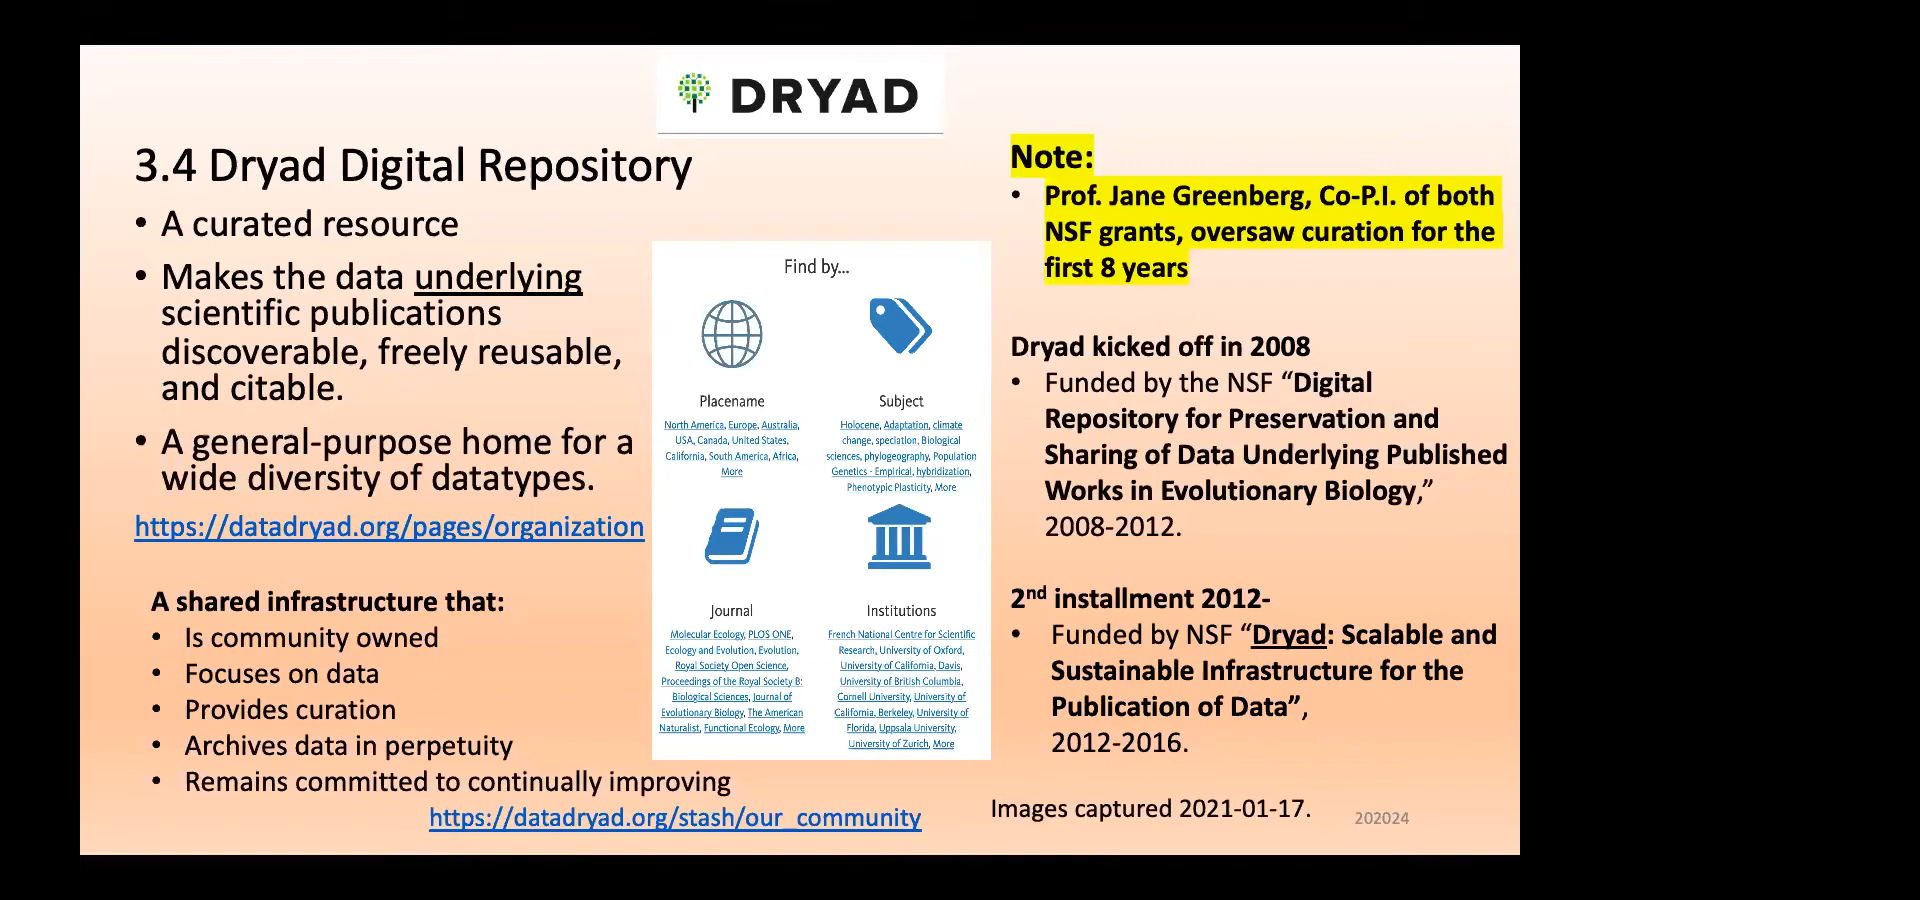 DRYAD
3.4 Dryad Digital Repository
• A curated resource
• Makes the data underlying
scientific publications
discoverable, freely reusable,
and citable.
• A general-purpose home for a
wide diversity of datatypes.
https://datadryad.org/pages/organization
A shared infrastructure that:
• Is community owned
• Focuses on data
• Provides curation
• Archives data in perpetuity
• Remains committed to continually improving
https://datadryad.org/stash/our_community
Find by...
Placename
North America, Europe, Australia,
USA, Canada, United States,
California, South America, Africa,
More
Subject
Holocene, Adaptation, climate
change, speciation, Biological
sciences, phylogeography, Population
Genetics - Empirical, hybridization,
Phenotypic Plasticity, More
Journal
Molecular Ecology, PLOS ONE,
Ecology and Evolution, Evolution,
Royal Society Open Science,
Proceedings of the Royal Society B:
Biological Sciences, Journal of
Evolutionary Biology, The American
Naturalist, Functional Ecology, More
Institutions
French National Centre for Scientific
Research, University of Oxford,
University of California, Davis,
University of British Columbia,
Cornell University, University of
California, Berkeley, University of
Florida, Uppsala University,
University of Zurich, More
Note:
• Prof. Jane Greenberg, Co-P.I. of both
NSF grants, oversaw curation for the
first 8 years
Dryad kicked off in 2008
• Funded by the NSF “Digital
Repository for Preservation and
Sharing of Data Underlying Published
Works in Evolutionary Biology,”
2008-2012.
2nd installment 2012-
• Funded by NSF “Dryad: Scalable and
Sustainable Infrastructure for the
Publication of Data”,
2012-2016.
Images captured 2021-01-17.
202024